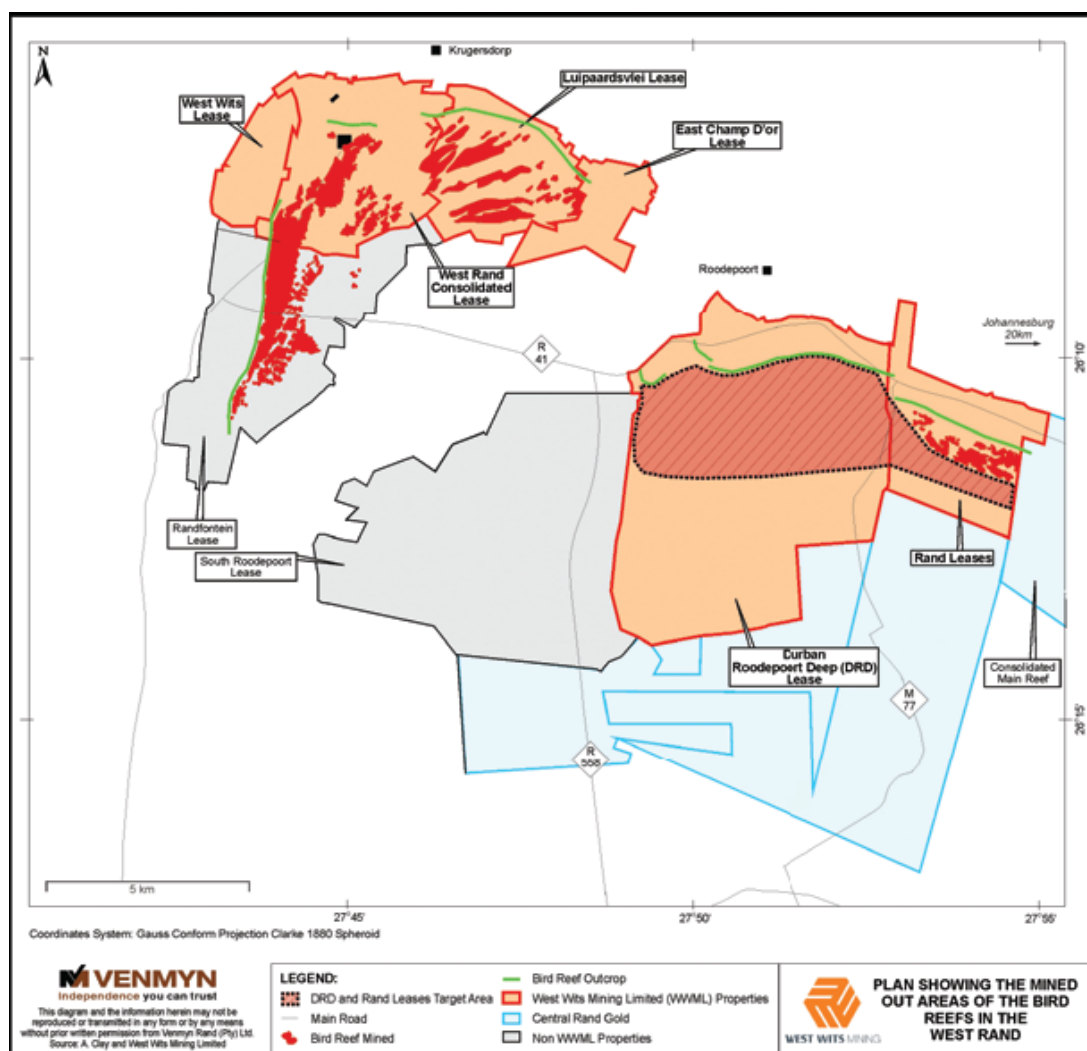 N
Krugersdorp
Luipaardsvlei Lease
West Wits
Lease
East Champ D'or
Lease
West Rand
Consolidated
Lease
Roodepoort
Johannesburg
20km
R
41
26°10'
Randfontein
Lease
South Roodepoort
Lease
Rand Leases
Durban
Roodepoort Deep (DRD)
Lease
Consolidated
Main Reef
M
77
26°15'
R
558
5 km
27°45'
27°50'
27°55'
Coordinates System: Gauss Conform Projection Clarke 1880 Spheroid
VENMYN
Independence you can trust
This diagram and the information herein may not be
reproduced or transmitted in any form or by any means
without prior written permission from Venmyn Rand (Pty) Ltd.
Source: A. Clay and West Wits Mining Limited
LEGEND:
DRD and Rand Leases Target Area
Main Road
Bird Reef Mined
Bird Reef Outcrop
West Wits Mining Limited (WWML) Properties
Central Rand Gold
Non WWML Properties
WEST WITS MINING
PLAN SHOWING THE MINED
OUT AREAS OF THE BIRD
REEFS IN THE
WEST RAND